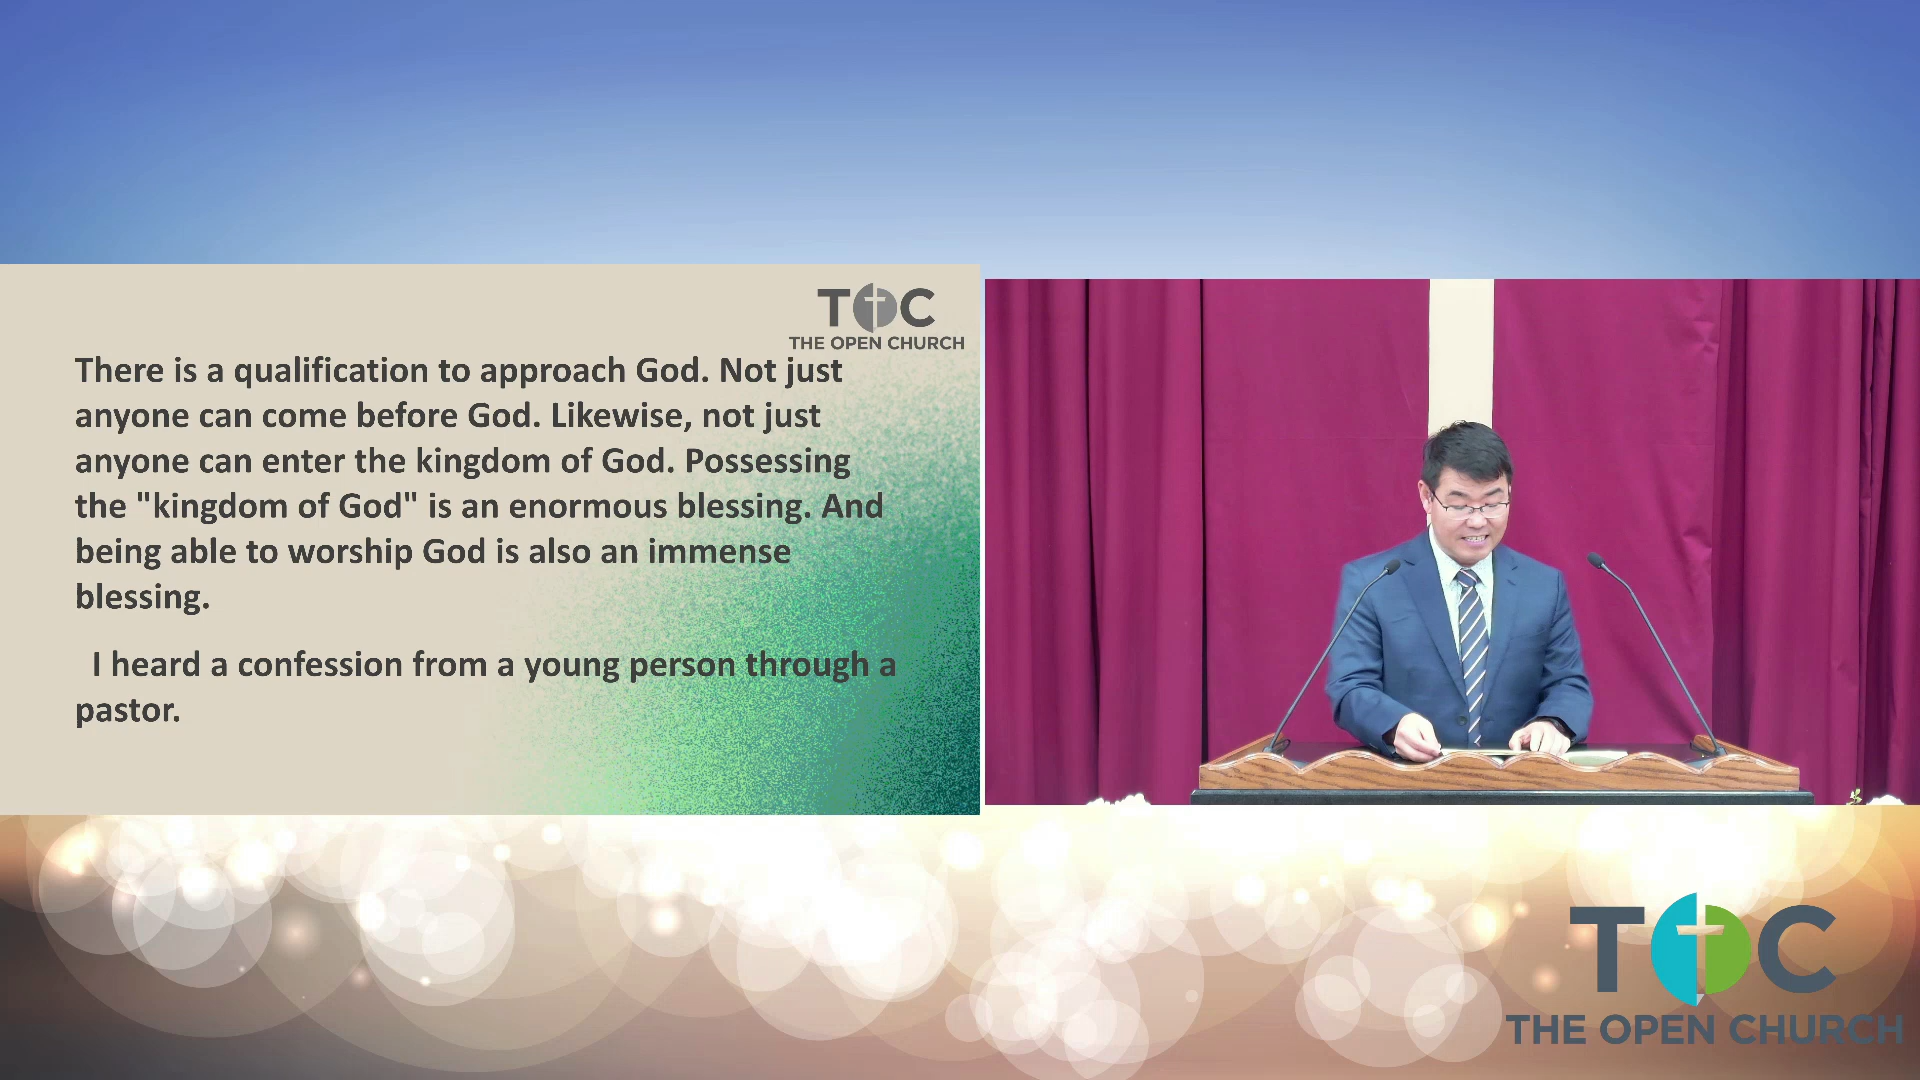 TOC
THE OPEN CHURCH
There is a qualification to approach God. Not just
anyone can come before God. Likewise, not just
anyone can enter the kingdom of God. Possessing
the "kingdom of God" is an enormous blessing. And
being able to worship God is also an immense
blessing.
I heard a confession from a young person through a
pastor.
TOC
THE OPEN CHURCH